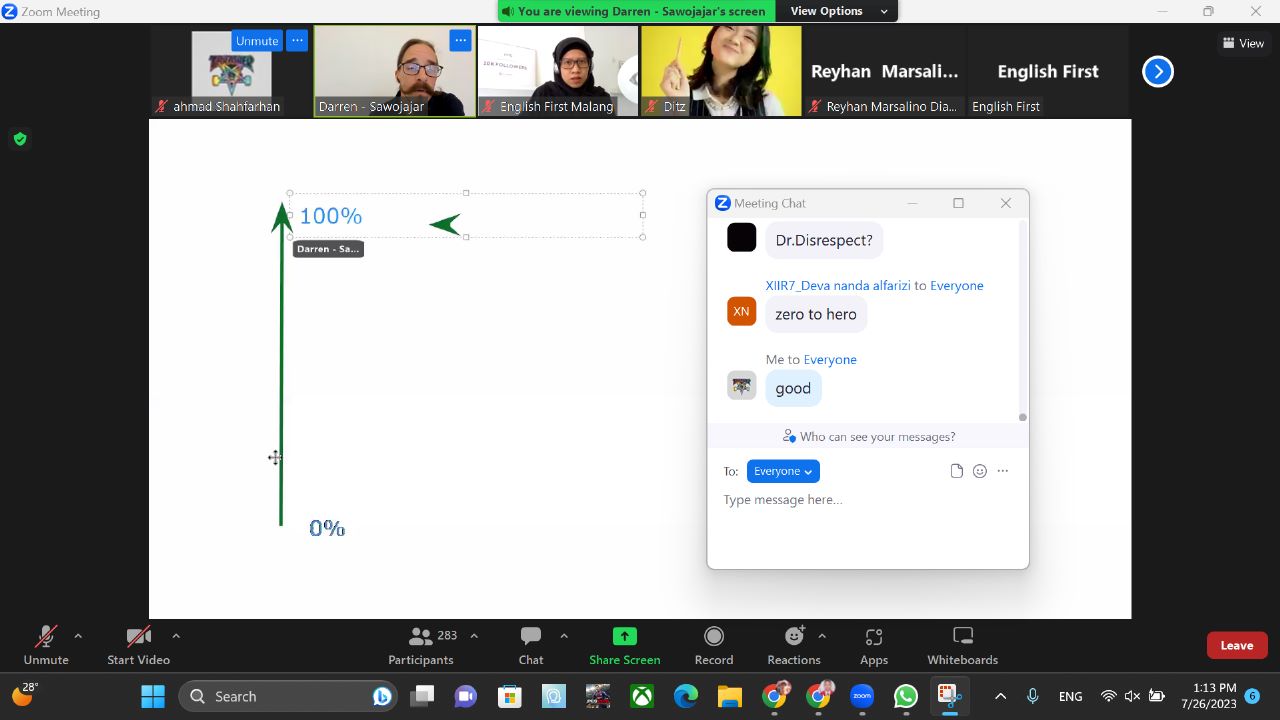 Zoom Meeting
You are viewing Darren - Sawojajar's screen
View Options
View
Unmute
ahmad Shahfarhan
Darren - Sawojajar
English First Malang
Ditz
Reyhan Marsali...
Reyhan Marsalino Dia...
English First
English First
100%
Darren - Sa...
0%
Meeting Chat
Dr.Disrespect?
XIIR7_Deva nanda alfarizi to Everyone
XN
zero to hero
Me to Everyone
good
Who can see your messages?
To: Everyone
Type message here...
Unmute
Start Video
283
Participants
Chat
Share Screen
Record
Reactions
Apps
Whiteboards
Leave
28°
Search
zoom
ENG
1:13 PM
7/26/2023
6